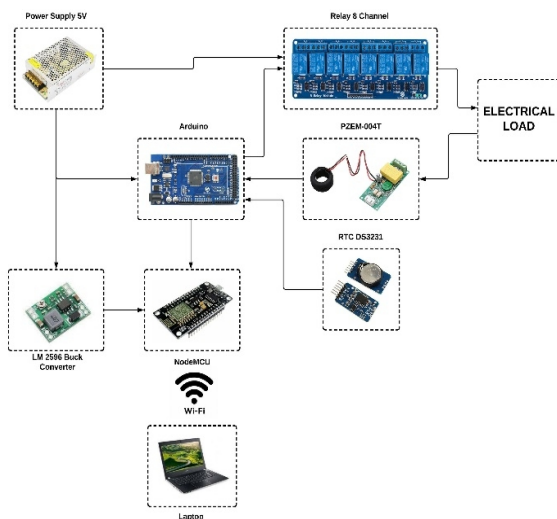 Power Supply 5V
Relay 8 Channel
ELECTRICAL
LOAD
Arduino
PZEM-004T
RTC DS3231
LM 2596 Buck
Converter
NodeMCU
Wi-Fi
Laptop